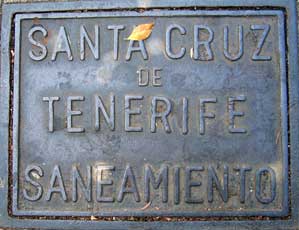 SANTA CRUZ
DE
TENERIFE
SANEAMIENTO